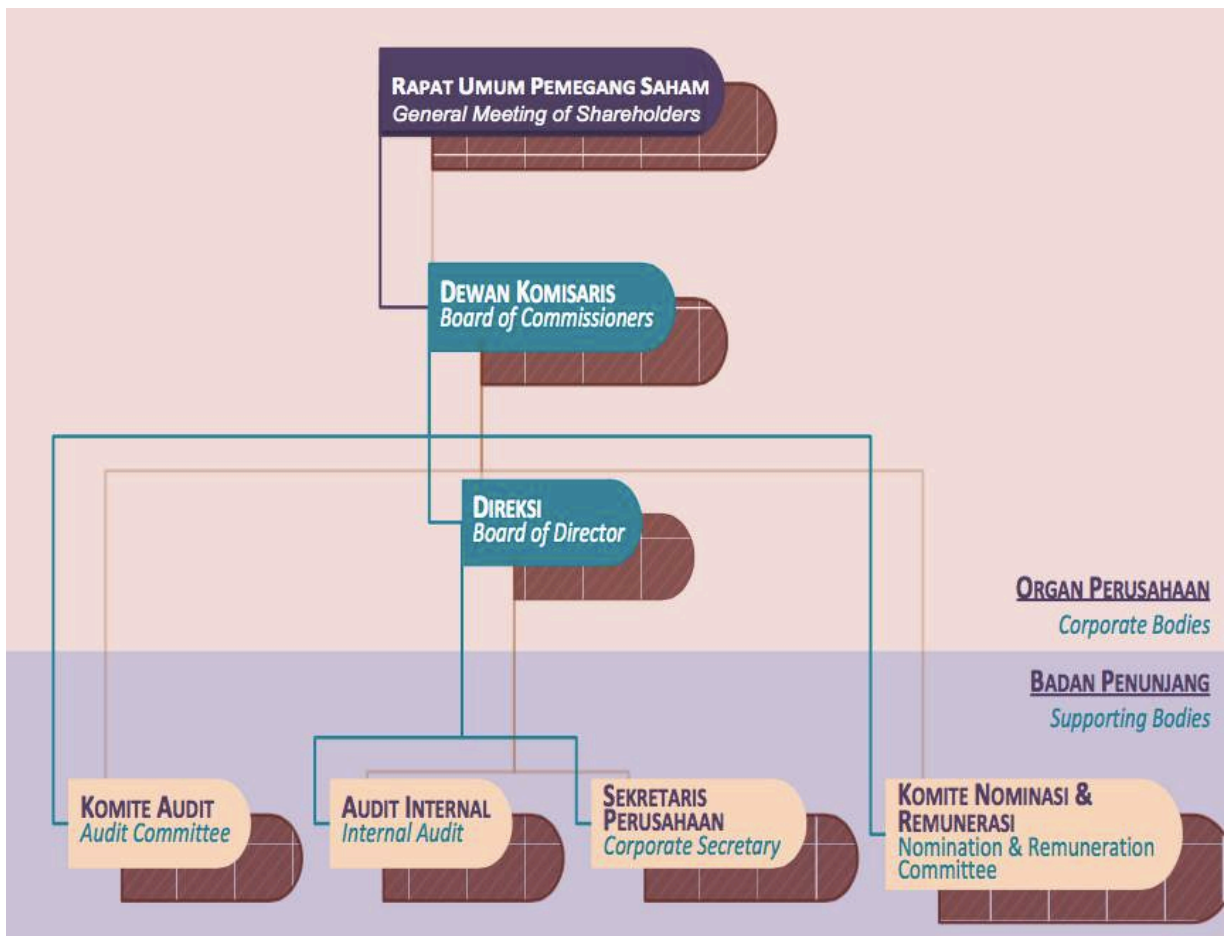 RAPAT UMUM PEMEGANG SAHAM
General Meeting of Shareholders
DEWAN KOMISARIS
Board of Commissioners
DIREKSI
Board of Director
ORGAN PERUSAHAAN
Corporate Bodies
BADAN PENUNJANG
Supporting Bodies
KOMITE AUDIT
Audit Committee
AUDIT INTERNAL
Internal Audit
SEKRETARIS
PERUSAHAAN
Corporate Secretary
KOMITE NOMINASI &
REMUNERASI
Nomination & Remuneration
Committee